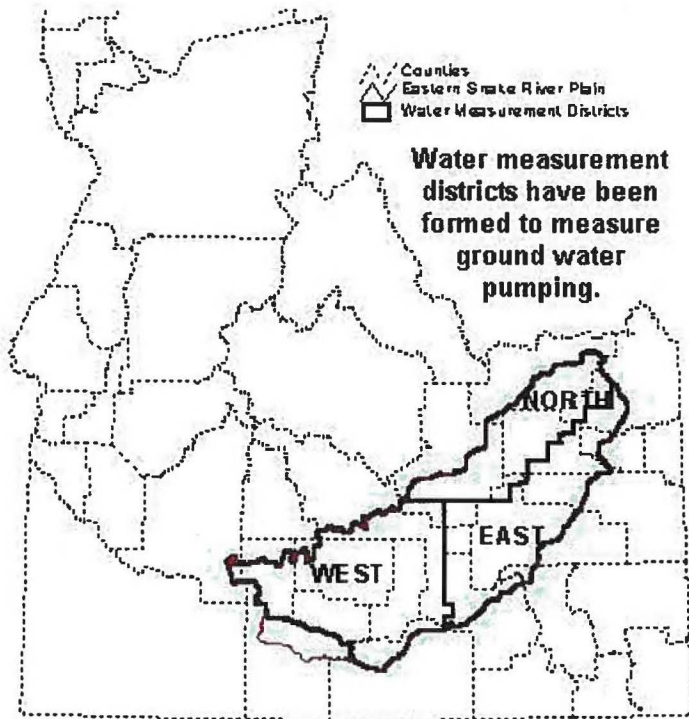 Counties
Eastern Snake River Plain
Water Measurement Districts
Water measurement
districts have been
formed to measure
ground water
pumping.
NORTH
EAST
WEST